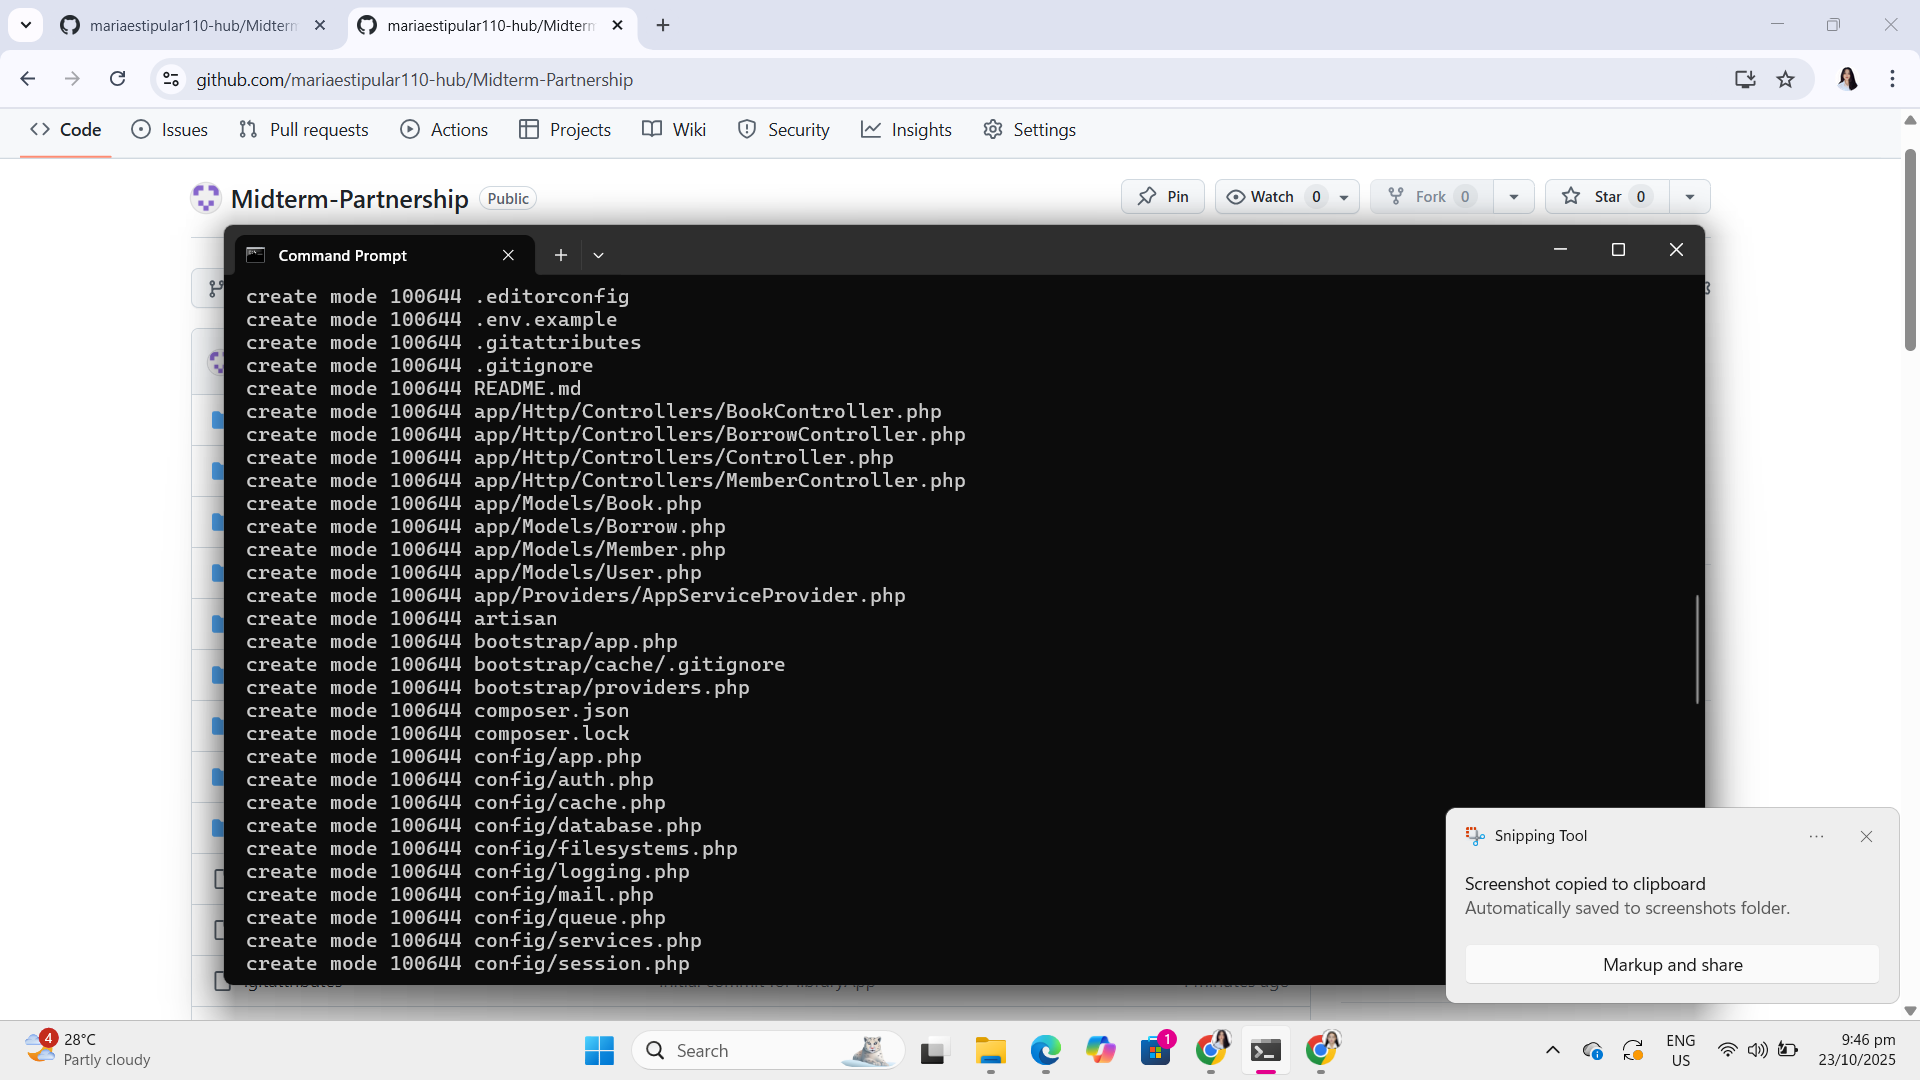 mariaestipular110-hub/Midterm
mariaestipular110-hub/Midterm
github.com/mariaestipular110-hub/Midterm-Partnership
Code Issues Pull requests Actions Projects Wiki Security Insights Settings
Midterm-Partnership Public
Pin Watch 0 Fork 0 Star 0
Command Prompt
create mode 100644 .editorconfig
create mode 100644 .env.example
create mode 100644 .gitattributes
create mode 100644 .gitignore
create mode 100644 README.md
create mode 100644 app/Http/Controllers/BookController.php
create mode 100644 app/Http/Controllers/BorrowController.php
create mode 100644 app/Http/Controllers/Controller.php
create mode 100644 app/Http/Controllers/MemberController.php
create mode 100644 app/Models/Book.php
create mode 100644 app/Models/Borrow.php
create mode 100644 app/Models/Member.php
create mode 100644 app/Models/User.php
create mode 100644 app/Providers/AppServiceProvider.php
create mode 100644 artisan
create mode 100644 bootstrap/app.php
create mode 100644 bootstrap/cache/.gitignore
create mode 100644 bootstrap/providers.php
create mode 100644 composer.json
create mode 100644 composer.lock
create mode 100644 config/app.php
create mode 100644 config/auth.php
create mode 100644 config/cache.php
create mode 100644 config/database.php
create mode 100644 config/filesystems.php
create mode 100644 config/logging.php
create mode 100644 config/mail.php
create mode 100644 config/queue.php
create mode 100644 config/services.php
create mode 100644 config/session.php
Snipping Tool
Screenshot copied to clipboard
Automatically saved to screenshots folder.
Markup and share
4
28°C
Partly cloudy
Search
1
ENG
US
9:46 pm
23/10/2025